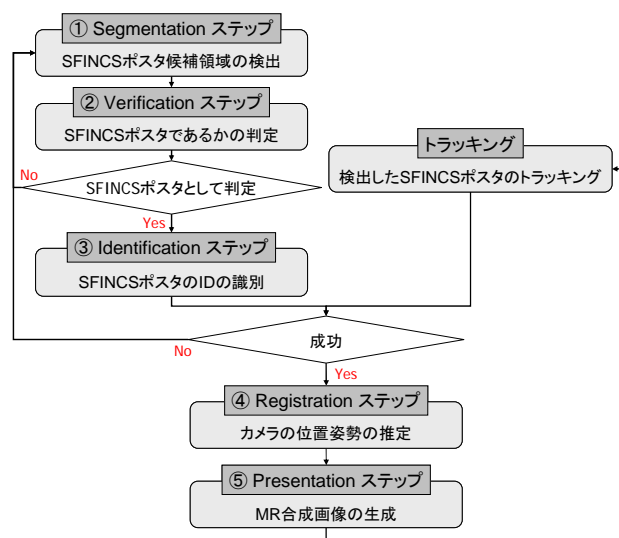 ① Segmentation ステップ
SFINCSポスタ候補領域の検出
② Verification ステップ
SFINCSポスタであるかの判定
No
SFINCSポスタとして判定
Yes
トラッキング
検出したSFINCSポスタのトラッキング
③ Identification ステップ
SFINCSポスタのIDの識別
成功
No
Yes
④ Registration ステップ
カメラの位置姿勢の推定
⑤ Presentation ステップ
MR合成画像の生成